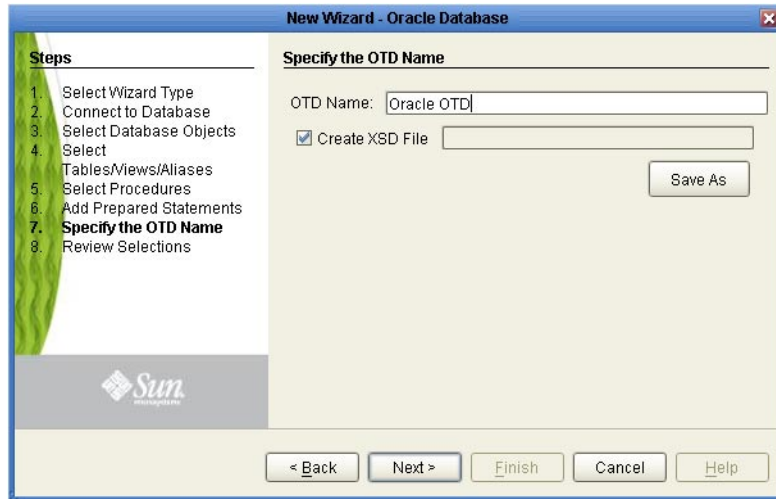 New Wizard - Oracle Database
Steps
1. Select Wizard Type
2. Connect to Database
3. Select Database Objects
4. Select
Tables/Views/Aliases
5. Select Procedures
6. Add Prepared Statements
7. Specify the OTD Name
8. Review Selections
Sun
microsystems
Specify the OTD Name
OTD Name: Oracle OTD
Create XSD File
Save As
< Back
Next >
Finish
Cancel
Help